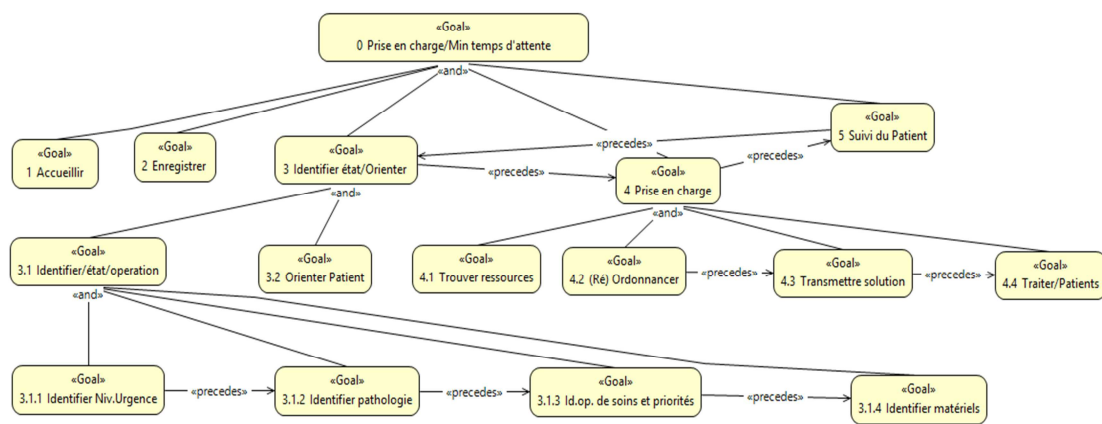 «Goal»
0 Prise en charge/Min temps d'attente
«and»
«Goal»
1 Accueillir
«Goal»
2 Enregistrer
«Goal»
3 Identifier état/Orienter
«precedes»
«precedes»
«Goal»
4 Prise en charge
«precedes»
«Goal»
5 Suivi du Patient
«and»
«and»
«Goal»
3.1 Identifier/état/operation
«Goal»
3.2 Orienter Patient
«Goal»
4.1 Trouver ressources
«Goal»
4.2 (Ré) Ordonnancer
«precedes»
«Goal»
4.3 Transmettre solution
«precedes»
«Goal»
4.4 Traiter/Patients
«and»
«Goal»
3.1.1 Identifier Niv.Urgence
«precedes»
«Goal»
3.1.2 Identifier pathologie
«precedes»
«Goal»
3.1.3 Id.op. de soins et priorités
«precedes»
«Goal»
3.1.4 Identifier matériels